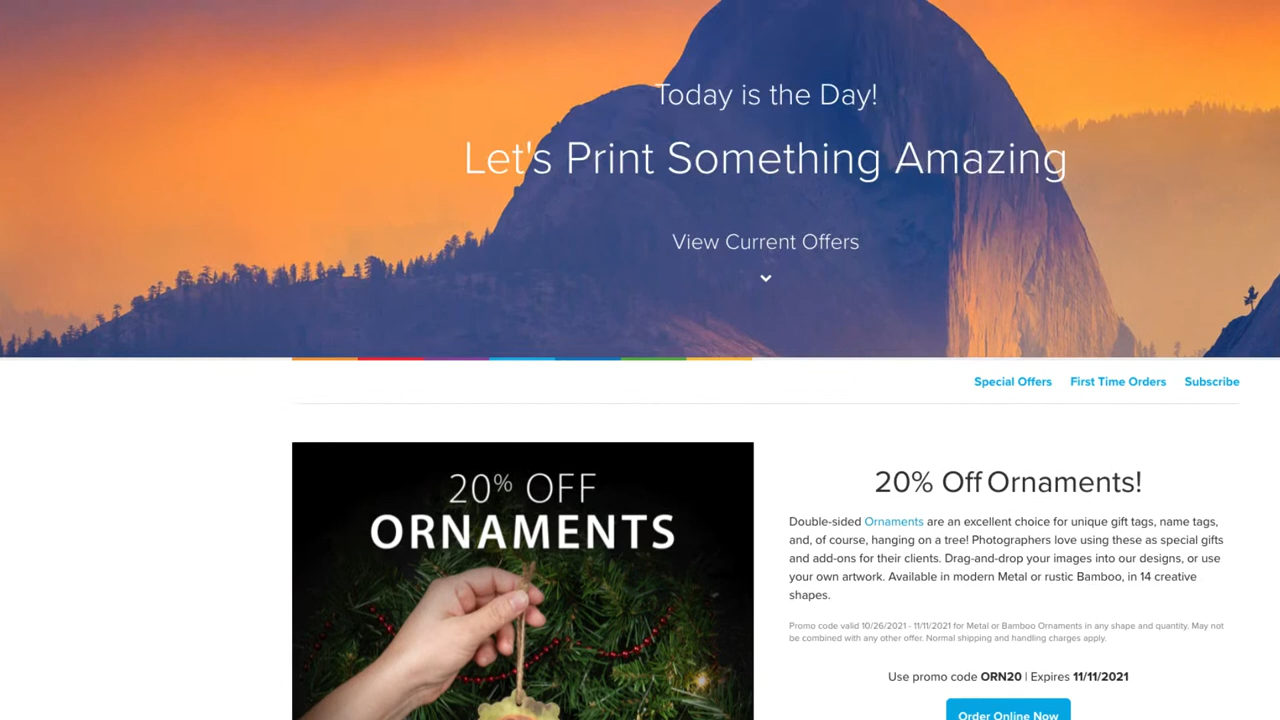 Today is the Day!
Let's Print Something Amazing
View Current Offers
Special Offers First Time Orders Subscribe
20% OFF
ORNAMENTS
20% Off Ornaments!
Double-sided Ornaments are an excellent choice for unique gift tags, name tags,
and, of course, hanging on a tree! Photographers love using these as special gifts
and add-ons for their clients. Drag-and-drop your images into our designs, or use
your own artwork. Available in modern Metal or rustic Bamboo, in 14 creative
shapes.
Promo code valid 10/26/2021 - 11/11/2021 for Metal or Bamboo Ornaments in any shape and quantity. May not
be combined with any other offer. Normal shipping and handling charges apply.
Use promo code ORN20 | Expires 11/11/2021
Order Online Now